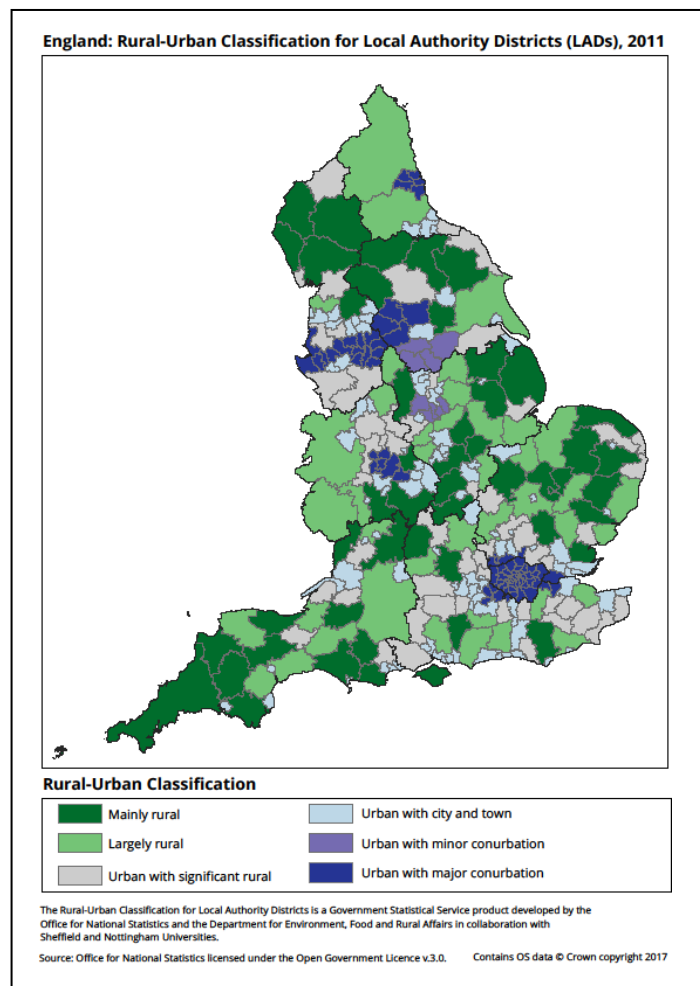 England: Rural-Urban Classification for Local Authority Districts (LADs), 2011
Rural-Urban Classification
Mainly rural
Largely rural
Urban with significant rural
Urban with city and town
Urban with minor conurbation
Urban with major conurbation
The Rural-Urban Classification for Local Authority Districts is a Government Statistical Service product developed by the
Office for National Statistics and the Department for Environment, Food and Rural Affairs in collaboration with
Sheffield and Nottingham Universities.
Source: Office for National Statistics licensed under the Open Government Licence v.3.0. Contains OS data © Crown copyright 2017